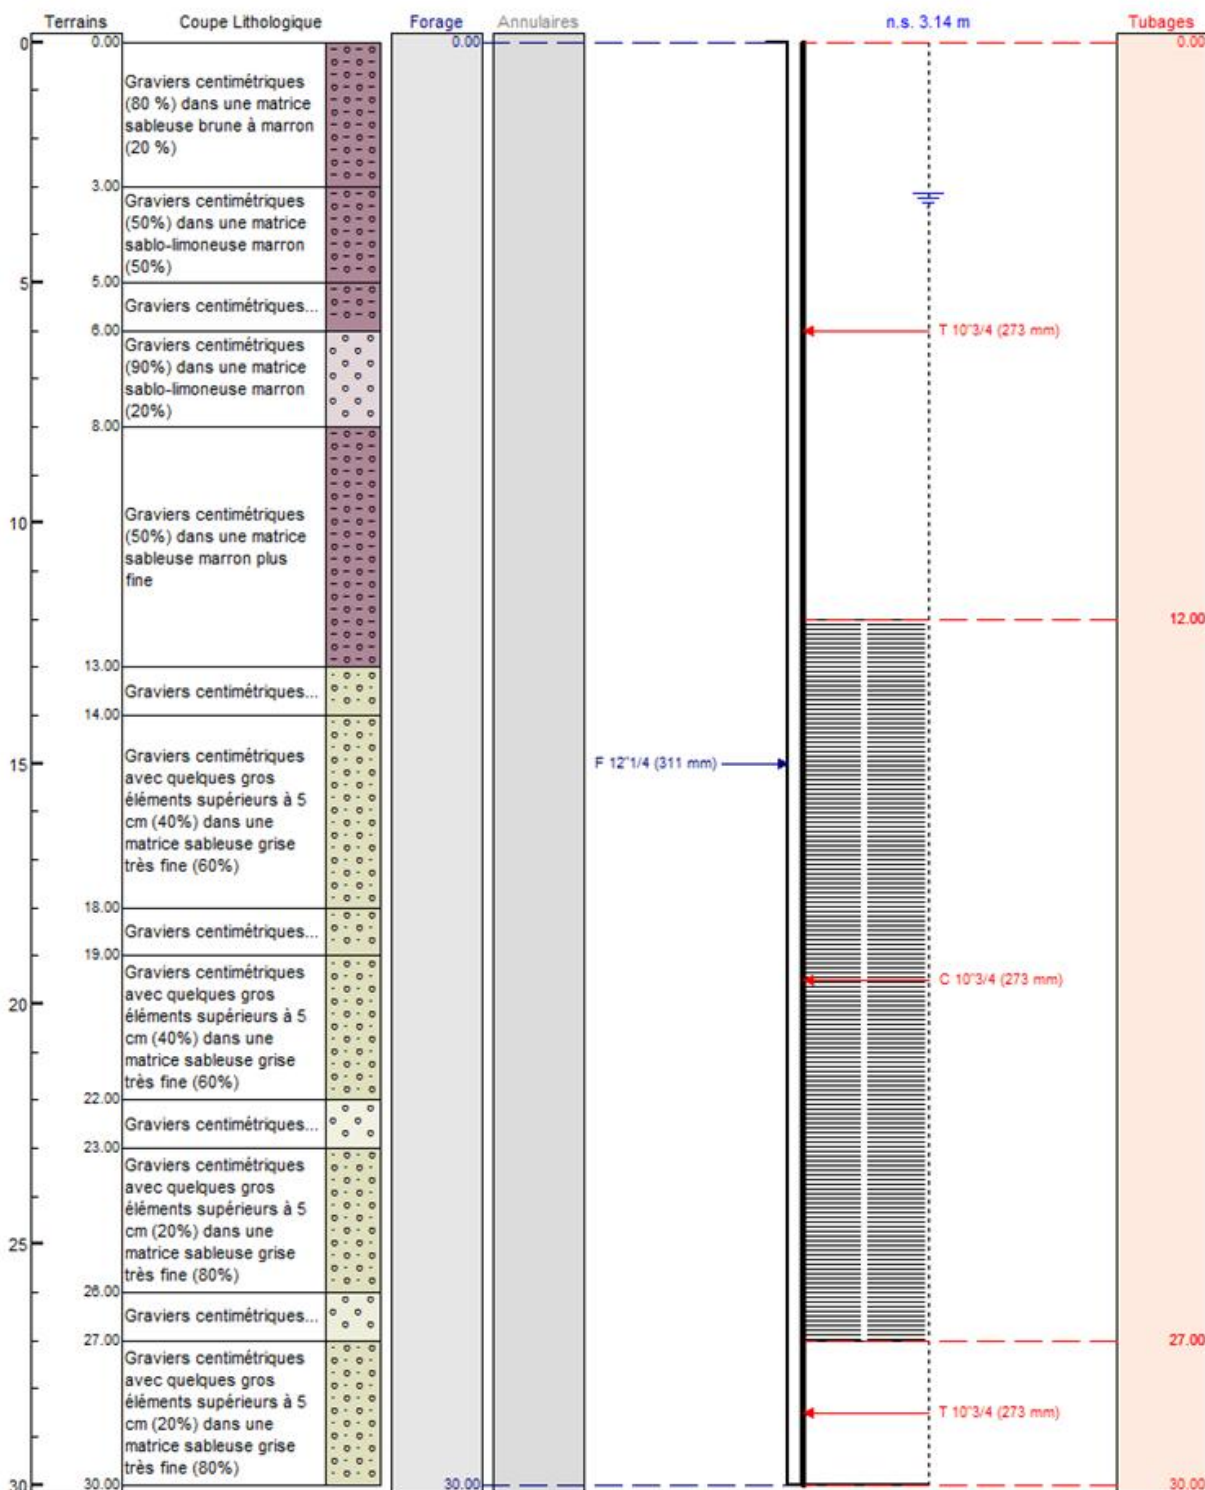 Terrains
Coupe Lithologique
Forage
Annulaires
n.s. 3.14 m
Tubages
0
0.00
0.00
0.00
Graviers centimétriques
(80 %) dans une matrice
sableuse brune à marron
(20 %)
3.00
Graviers centimétriques
(50%) dans une matrice
sablo-limoneuse marron
(50%)
5
5.00
Graviers centimétriques...
6.00
T 10"3/4 (273 mm)
Graviers centimétriques
(90%) dans une matrice
sablo-limoneuse marron
(20%)
8.00
10
Graviers centimétriques
(50%) dans une matrice
sableuse marron plus
fine
12.00
13.00
Graviers centimétriques...
14.00
15
Graviers centimétriques
avec quelques gros
éléments supérieurs à 5
cm (40%) dans une
matrice sableuse grise
très fine (60%)
F 12"1/4 (311 mm)
18.00
Graviers centimétriques...
19.00
C 10"3/4 (273 mm)
20
Graviers centimétriques
avec quelques gros
éléments supérieurs à 5
cm (40%) dans une
matrice sableuse grise
très fine (60%)
22.00
Graviers centimétriques...
23.00
Graviers centimétriques
avec quelques gros
éléments supérieurs à 5
cm (20%) dans une
matrice sableuse grise
très fine (80%)
25
26.00
Graviers centimétriques...
27.00
27.00
Graviers centimétriques
avec quelques gros
éléments supérieurs à 5
cm (20%) dans une
matrice sableuse grise
très fine (80%)
T 10"3/4 (273 mm)
30
30.00
30.00
30.00